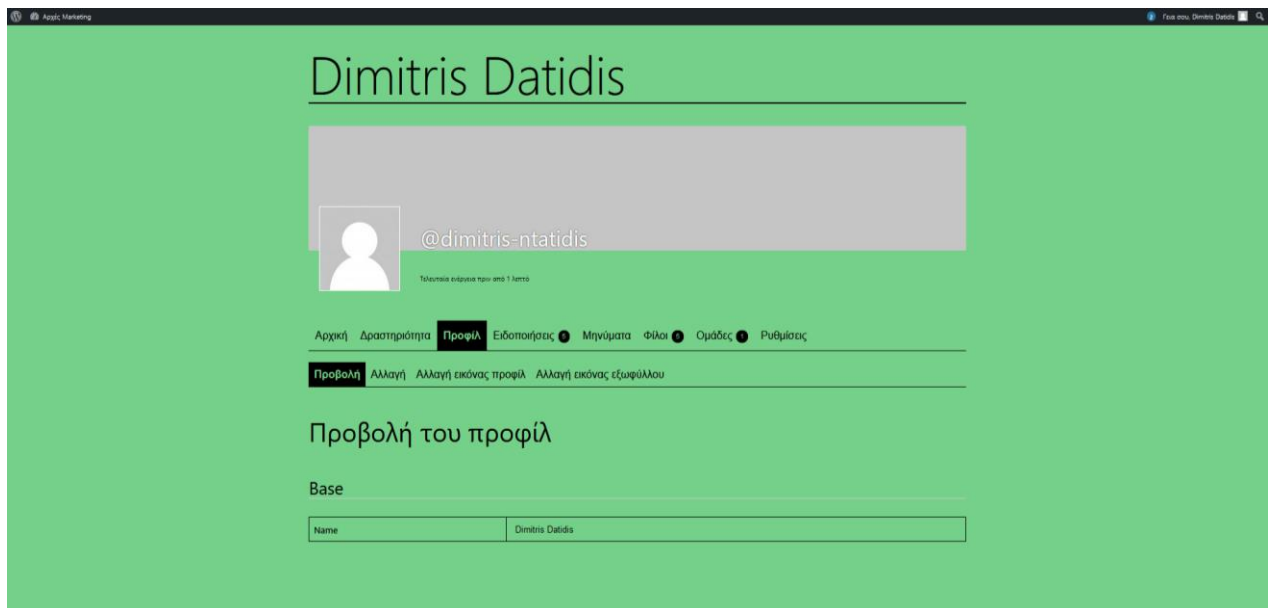 Αρχές Marketing
Γεια σου, Dimitris Datidis
Dimitris Datidis
@dimitris-ntatidis
Τελευταία ενέργεια πριν από 1 λεπτό
Αρχική Δραστηριότητα Προφίλ Ειδοποιήσεις Μηνύματα Φίλοι Ομάδες Ρυθμίσεις
Προβολή Αλλαγή Αλλαγή εικόνας προφίλ Αλλαγή εικόνας εξωφύλλου
Προβολή του προφίλ
Base
Name Dimitris Datidis